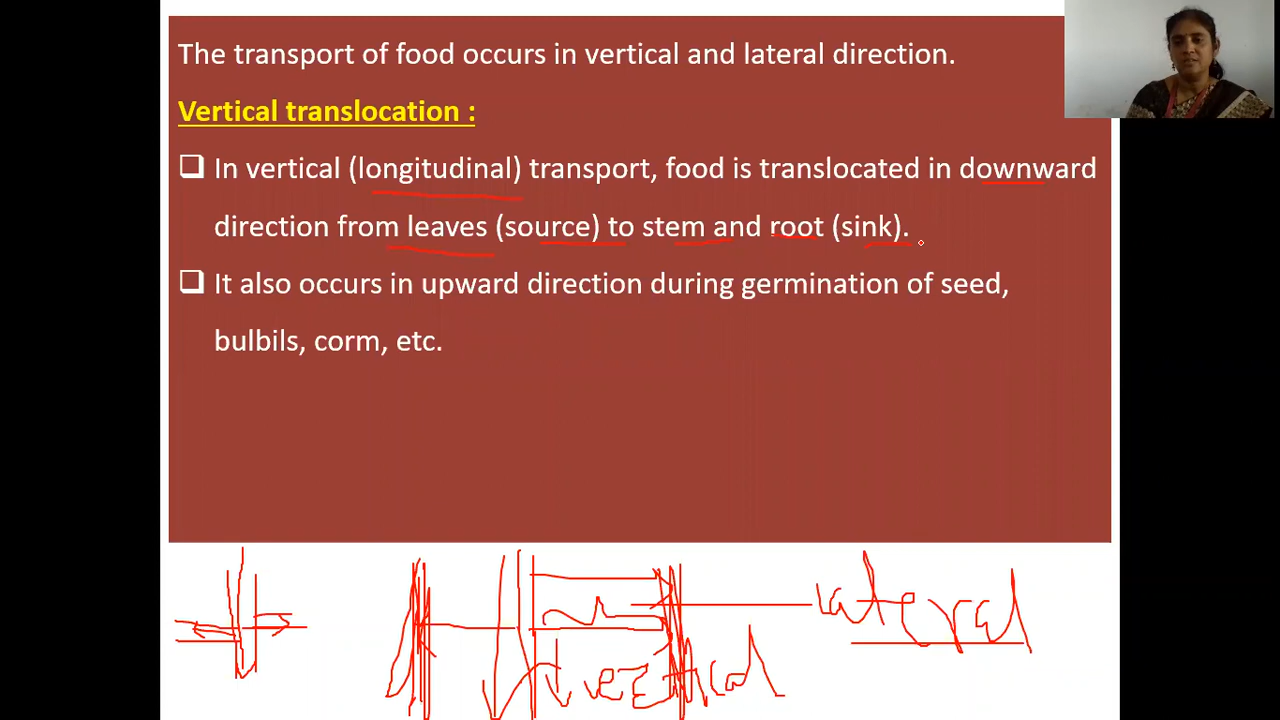 The transport of food occurs in vertical and lateral direction.
Vertical translocation :
In vertical (longitudinal) transport, food is translocated in downward
direction from leaves (source) to stem and root (sink).
It also occurs in upward direction during germination of seed,
bulbils, corm, etc.
lateral
vertical